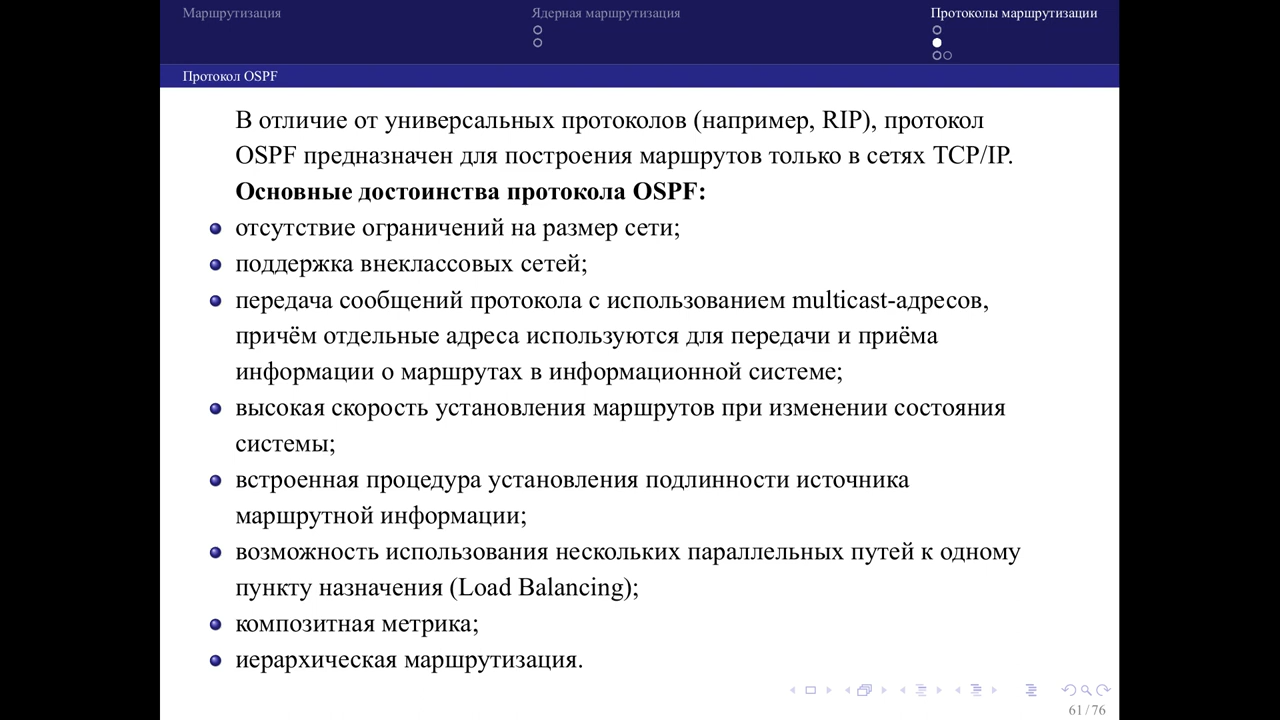 Маршрутизация
Ядерная маршрутизация
Протоколы маршрутизации
Протокол OSPF
В отличие от универсальных протоколов (например, RIP), протокол
OSPF предназначен для построения маршрутов только в сетях TCP/IP.
Основные достоинства протокола OSPF:
отсутствие ограничений на размер сети;
поддержка внеклассовых сетей;
передача сообщений протокола с использованием multicast-адресов,
причём отдельные адреса используются для передачи и приёма
информации о маршрутах в информационной системе;
высокая скорость установления маршрутов при изменении состояния
системы;
встроенная процедура установления подлинности источника
маршрутной информации;
возможность использования нескольких параллельных путей к одному
пункту назначения (Load Balancing);
композитная метрика;
иерархическая маршрутизация.
61 / 76